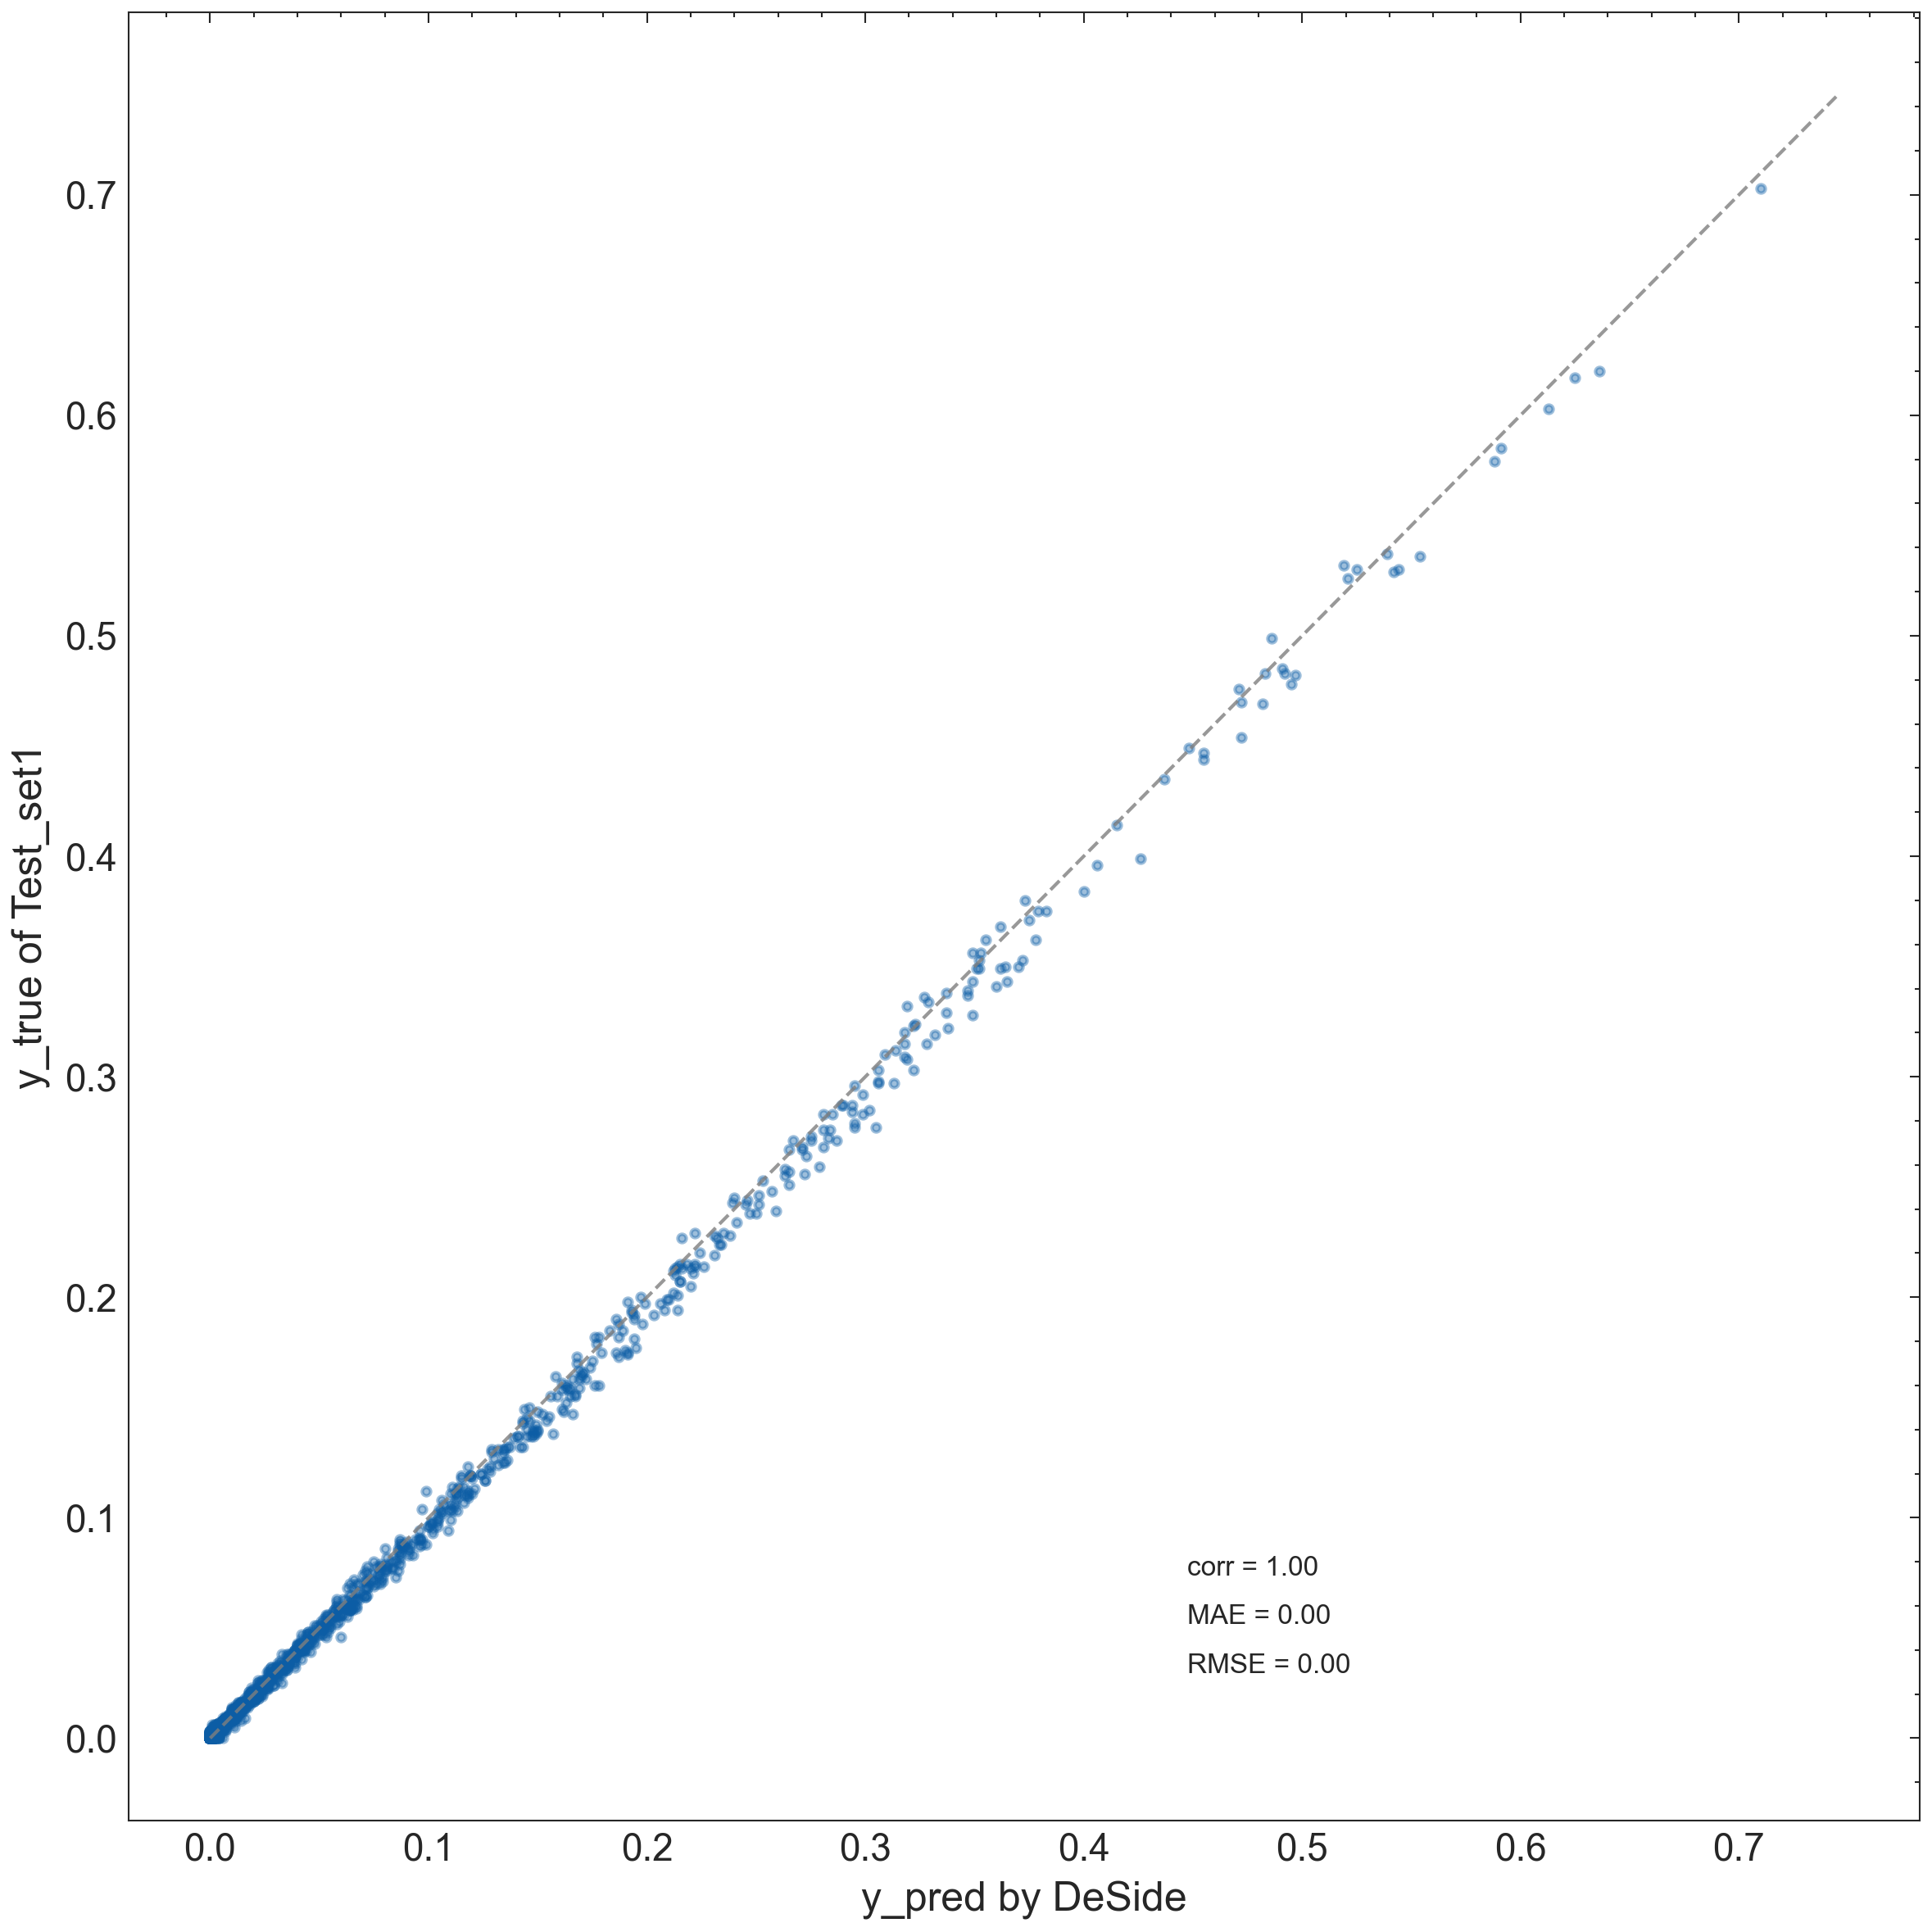 0.7
0.6
0.5
0.4
0.3
0.2
0.1
0.0
y_true of Test_set1
corr = 1.00
MAE = 0.00
RMSE = 0.00
0.0 0.1 0.2 0.3 0.4 0.5 0.6 0.7
y_pred by DeSide